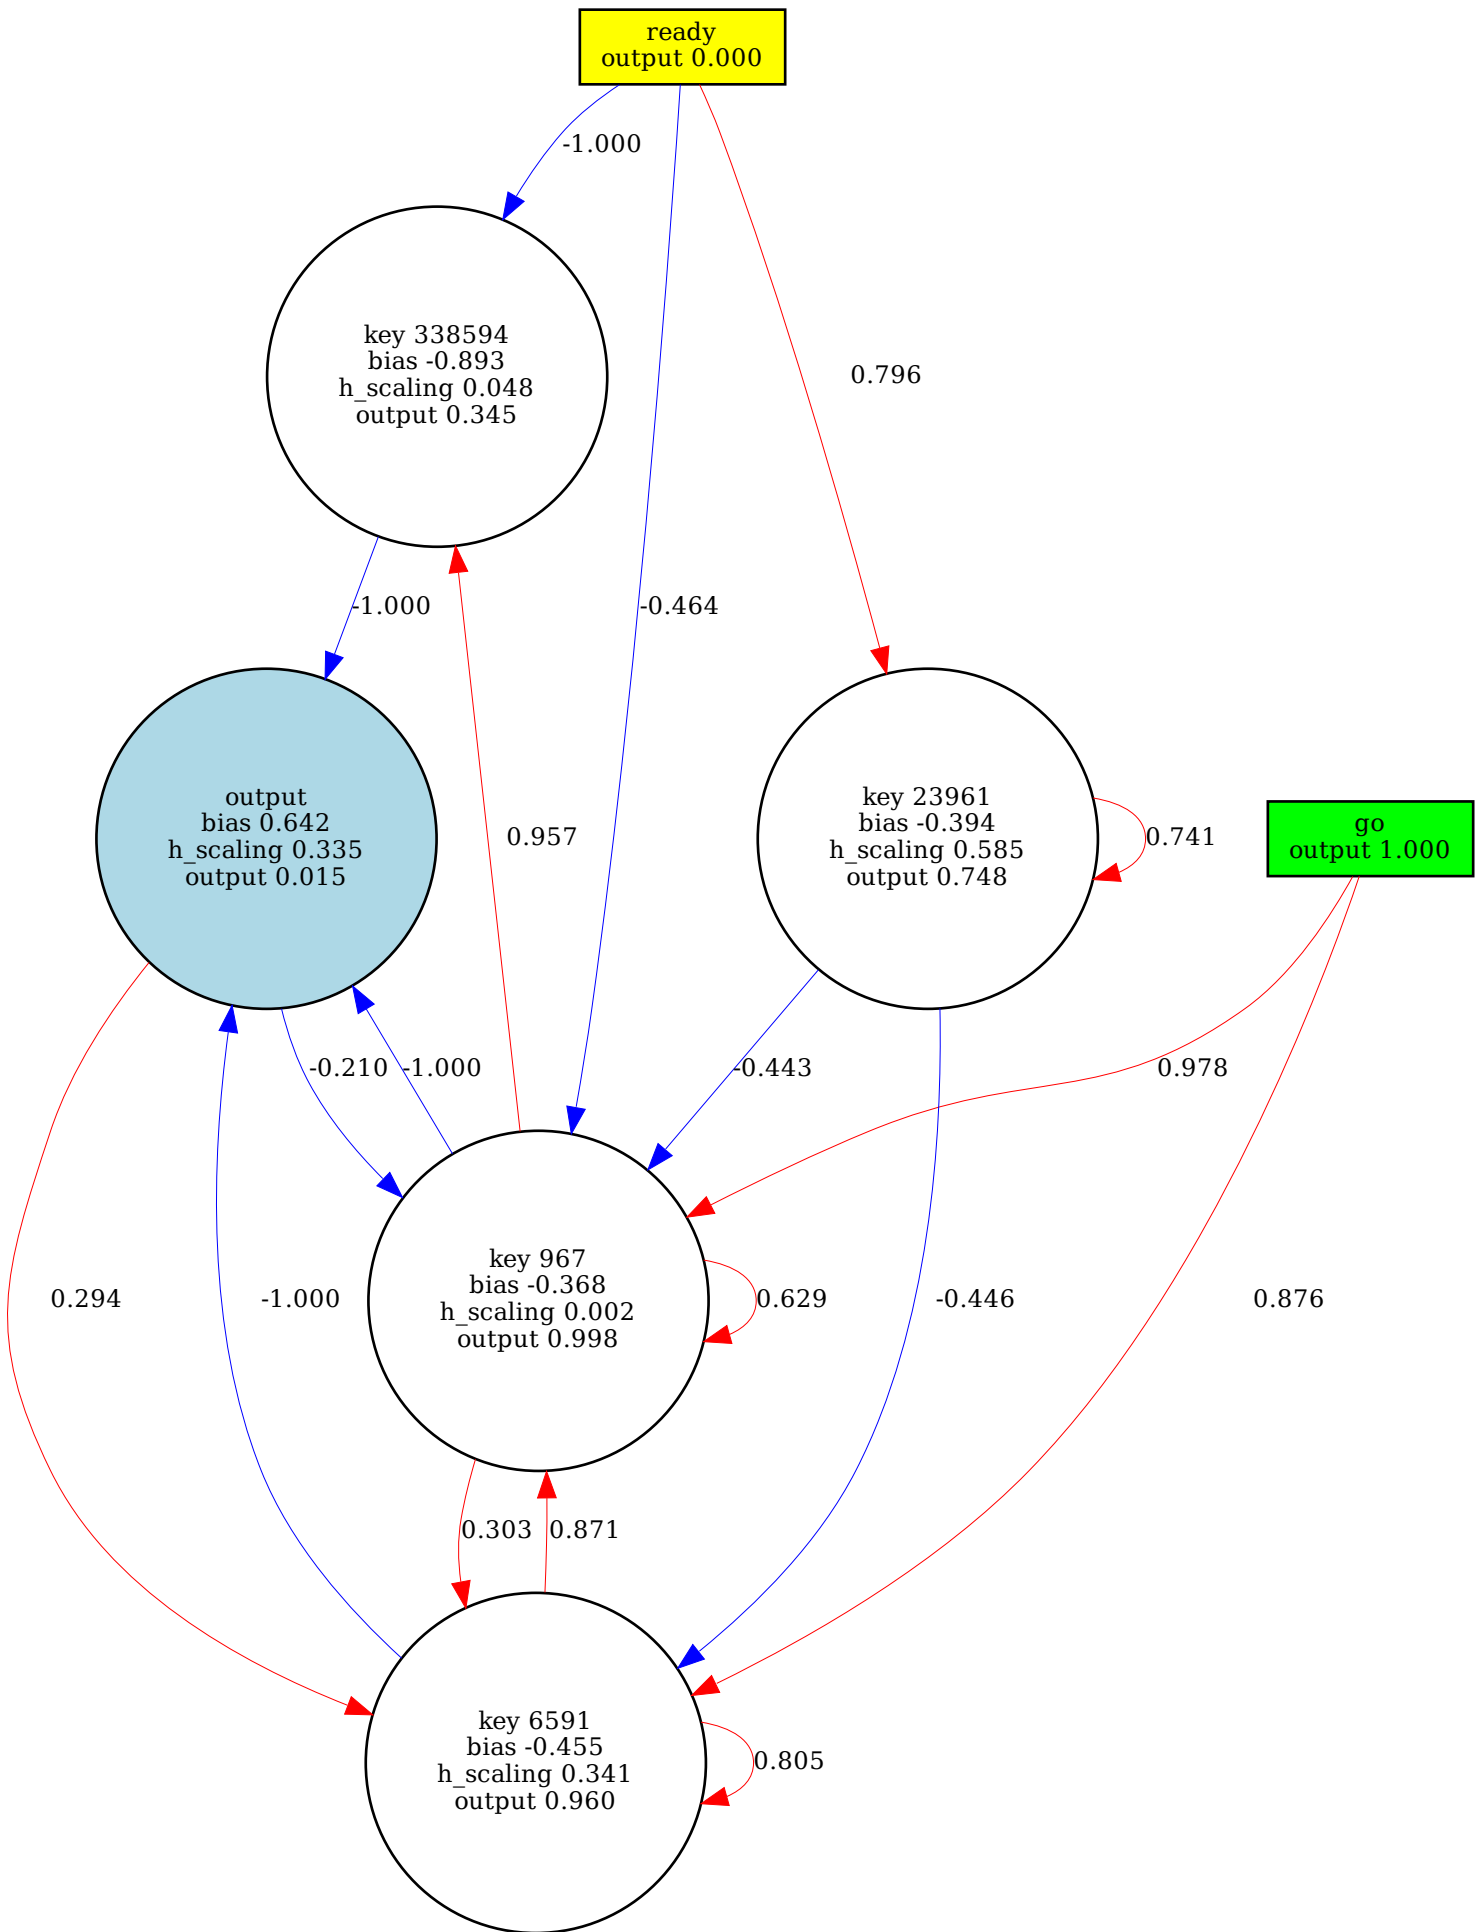 ready
output 0.000
-1.000
key 338594
bias -0.893
h_scaling 0.048
output 0.345
0.796
-1.000
-0.464
output
bias 0.642
h_scaling 0.335
output 0.015
0.957
key 23961
bias -0.394
h_scaling 0.585
output 0.748
0.741
go
output 1.000
-0.210
-1.000
-0.443
0.978
0.294
-1.000
key 967
bias -0.368
h_scaling 0.002
output 0.998
0.629
-0.446
0.876
0.303
0.871
key 6591
bias -0.455
h_scaling 0.341
output 0.960
0.805